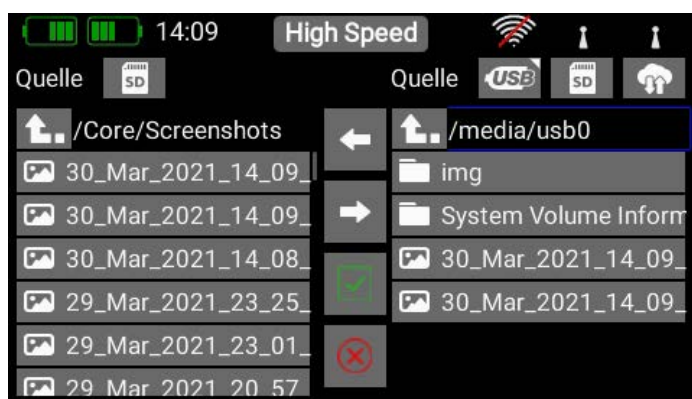 14:09 High Speed
Quelle SD Quelle USB SD
/Core/Screenshots
30_Mar_2021_14_09_
30_Mar_2021_14_09_
30_Mar_2021_14_08_
29_Mar_2021_23_25_
29_Mar_2021_23_01_
29_Mar_2021_20_57_
/media/usb0
img
System Volume Inform
30_Mar_2021_14_09_
30_Mar_2021_14_09_